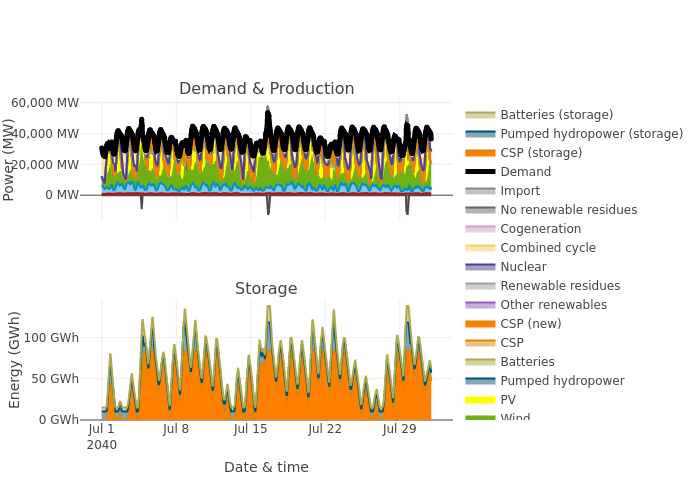 Demand & Production
Power (MW)
60,000 MW
40,000 MW
20,000 MW
0 MW
Storage
Energy (GWh)
100 GWh
50 GWh
0 GWh
Jul 1
2040
Jul 8
Jul 15
Jul 22
Jul 29
Date & time
Batteries (storage)
Pumped hydropower (storage)
CSP (storage)
Demand
Import
No renewable residues
Cogeneration
Combined cycle
Nuclear
Renewable residues
Other renewables
CSP (new)
CSP
Batteries
Pumped hydropower
PV
Wind